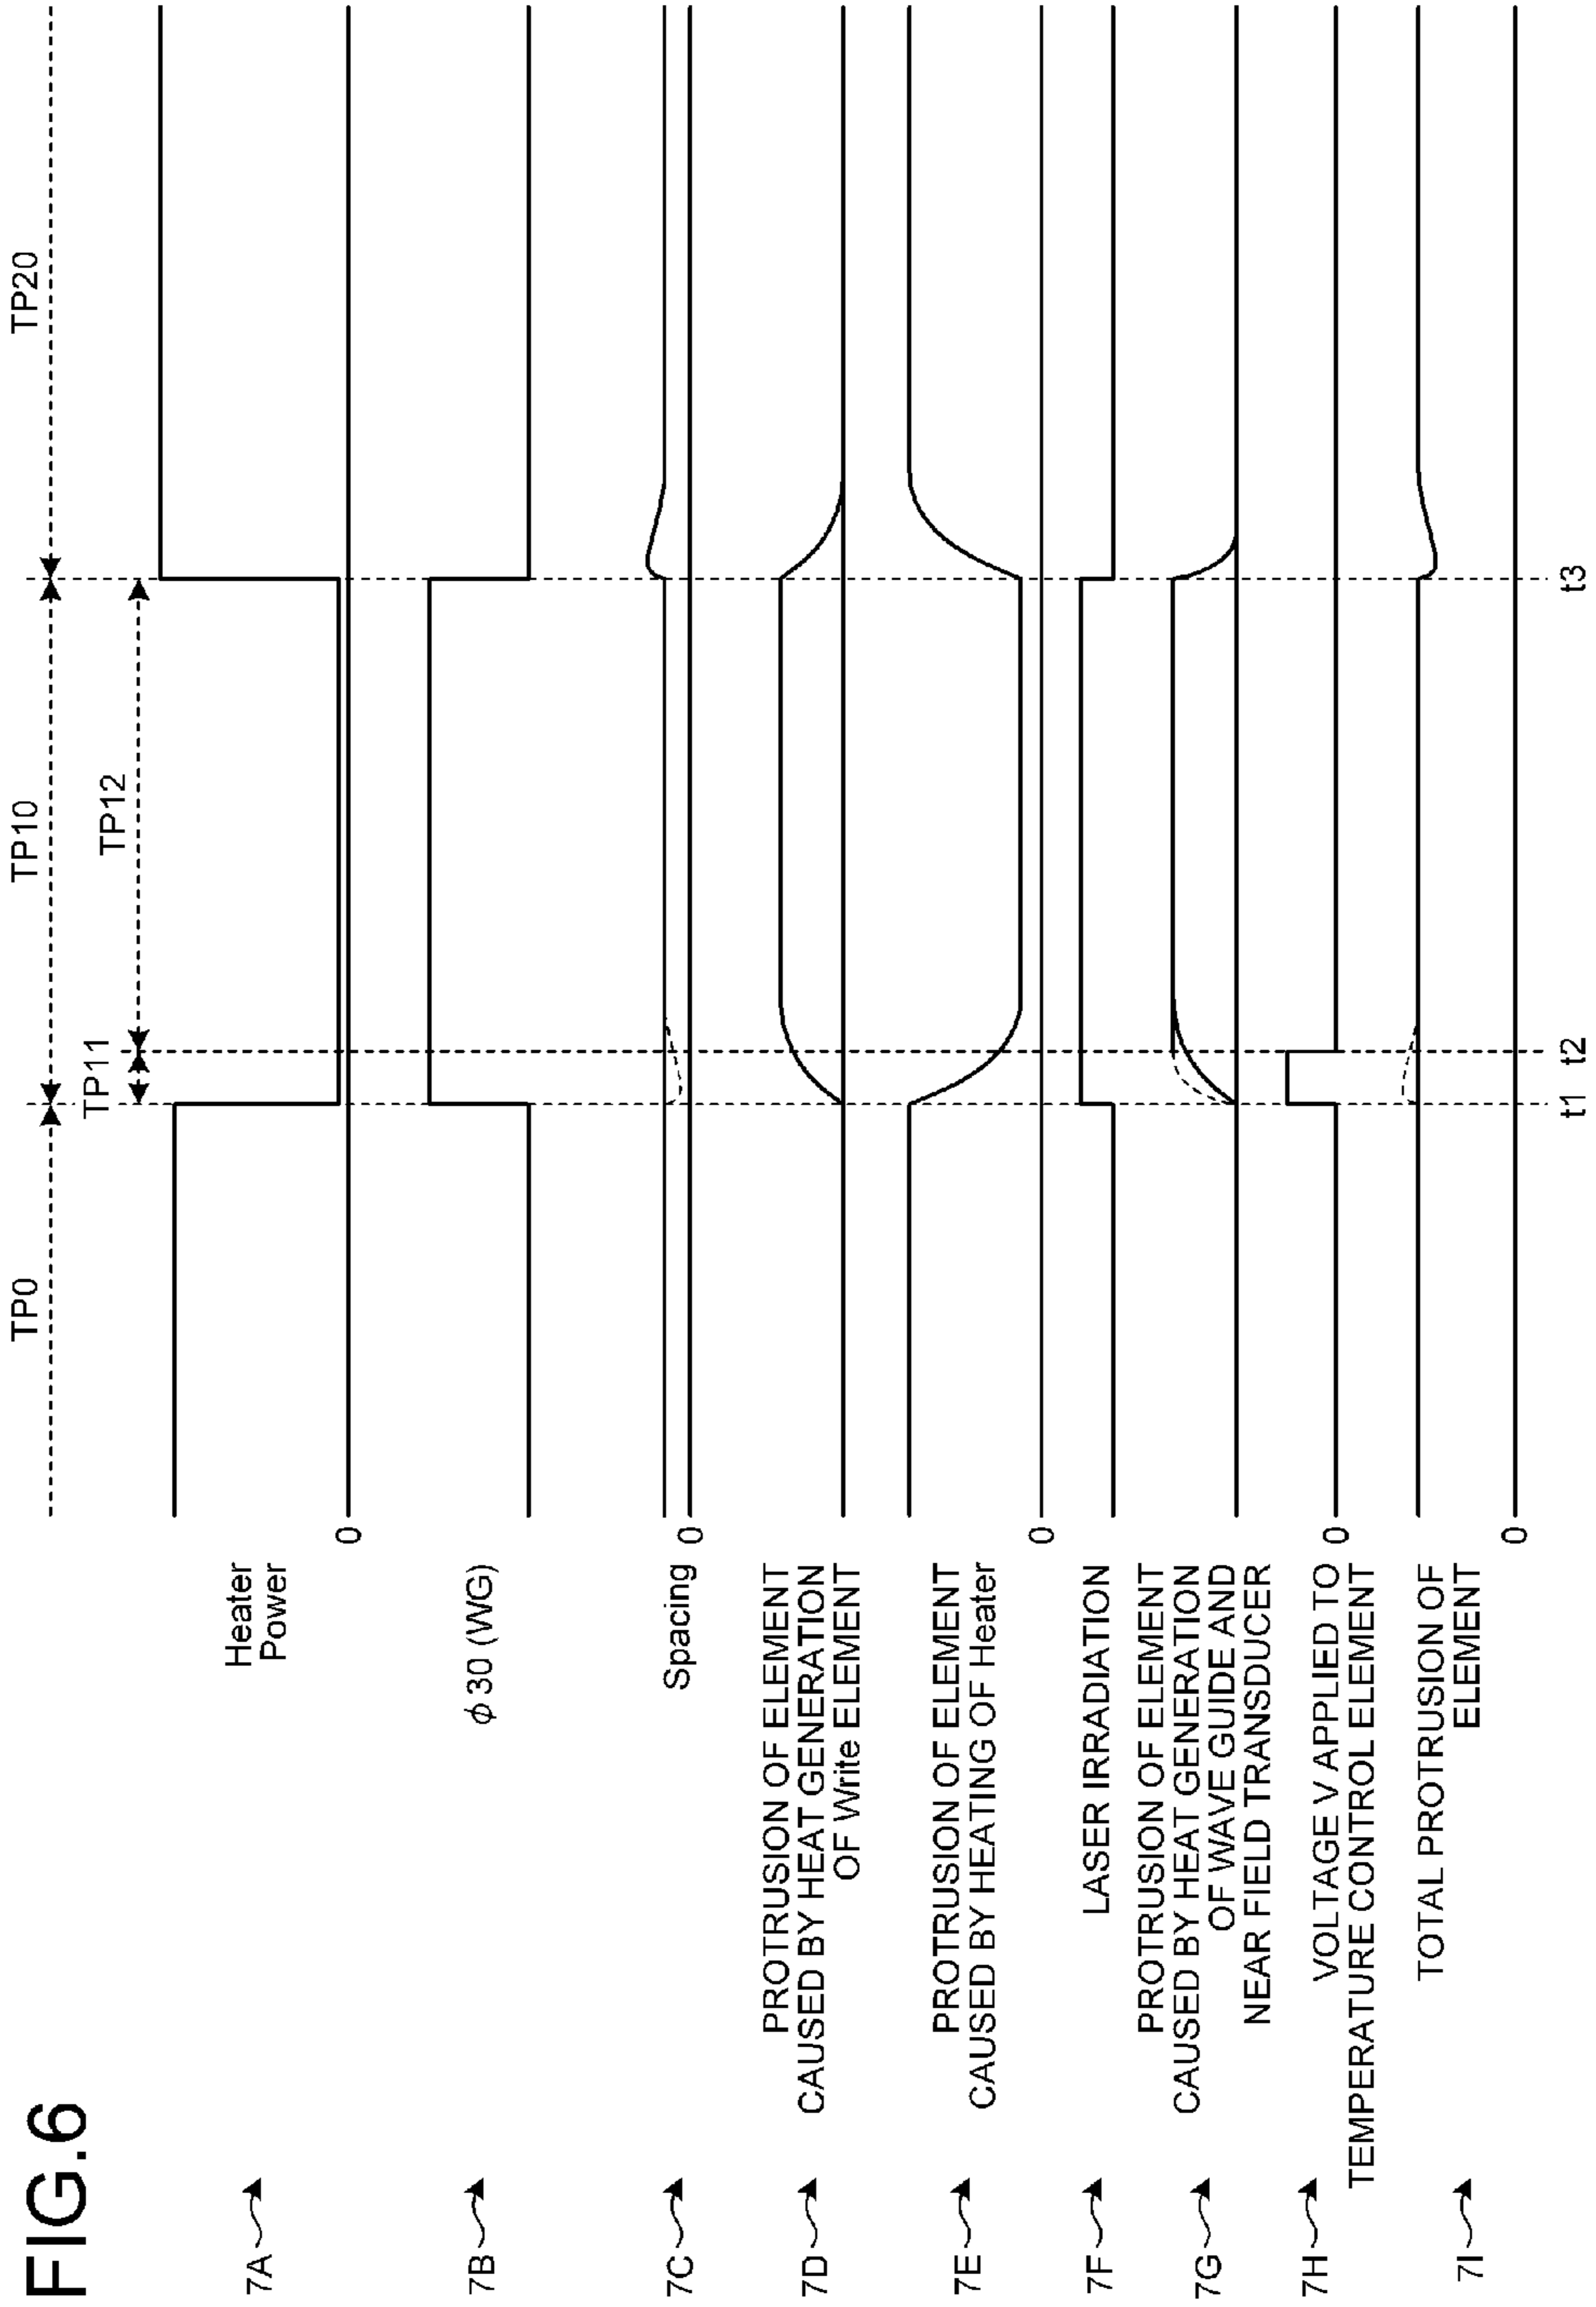 FIG.6
TP0
TP10
TP20
TP11
TP12
7A
Heater
Power
0
7B
ϕ30 (WG)
7C
Spacing
0
7D
PROTRUSION OF ELEMENT
CAUSED BY HEAT GENERATION
OF Write ELEMENT
7E
PROTRUSION OF ELEMENT
CAUSED BY HEATING OF Heater
0
7F
LASER IRRADIATION
7G
PROTRUSION OF ELEMENT
CAUSED BY HEAT GENERATION
OF WAVE GUIDE AND
NEAR FIELD TRANSDUCER
7H
VOLTAGE V APPLIED TO
TEMPERATURE CONTROL ELEMENT
0
7I
TOTAL PROTRUSION OF
ELEMENT
0
t1
t2
t3